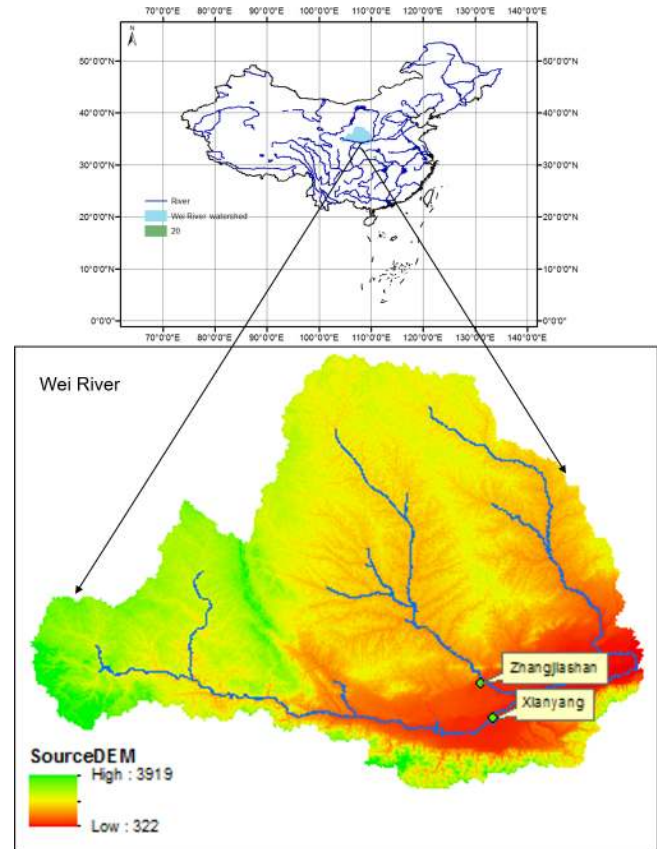 70°0'0"E 80°0'0"E 90°0'0"E 100°0'0"E 110°0'0"E 120°0'0"E 130°0'0"E 140°0'0"E
N
50°0'0"N 50°0'0"N
40°0'0"N 40°0'0"N
30°0'0"N 30°0'0"N
River
Wei River watershed
20
20°0'0"N 20°0'0"N
10°0'0"N 10°0'0"N
0°0'0"N 0°0'0"N
70°0'0"E 80°0'0"E 90°0'0"E 100°0'0"E 110°0'0"E 120°0'0"E 130°0'0"E 140°0'0"E
Wei River
Zhangjiashan
Xianyang
SourceDEM
High : 3919
Low : 322